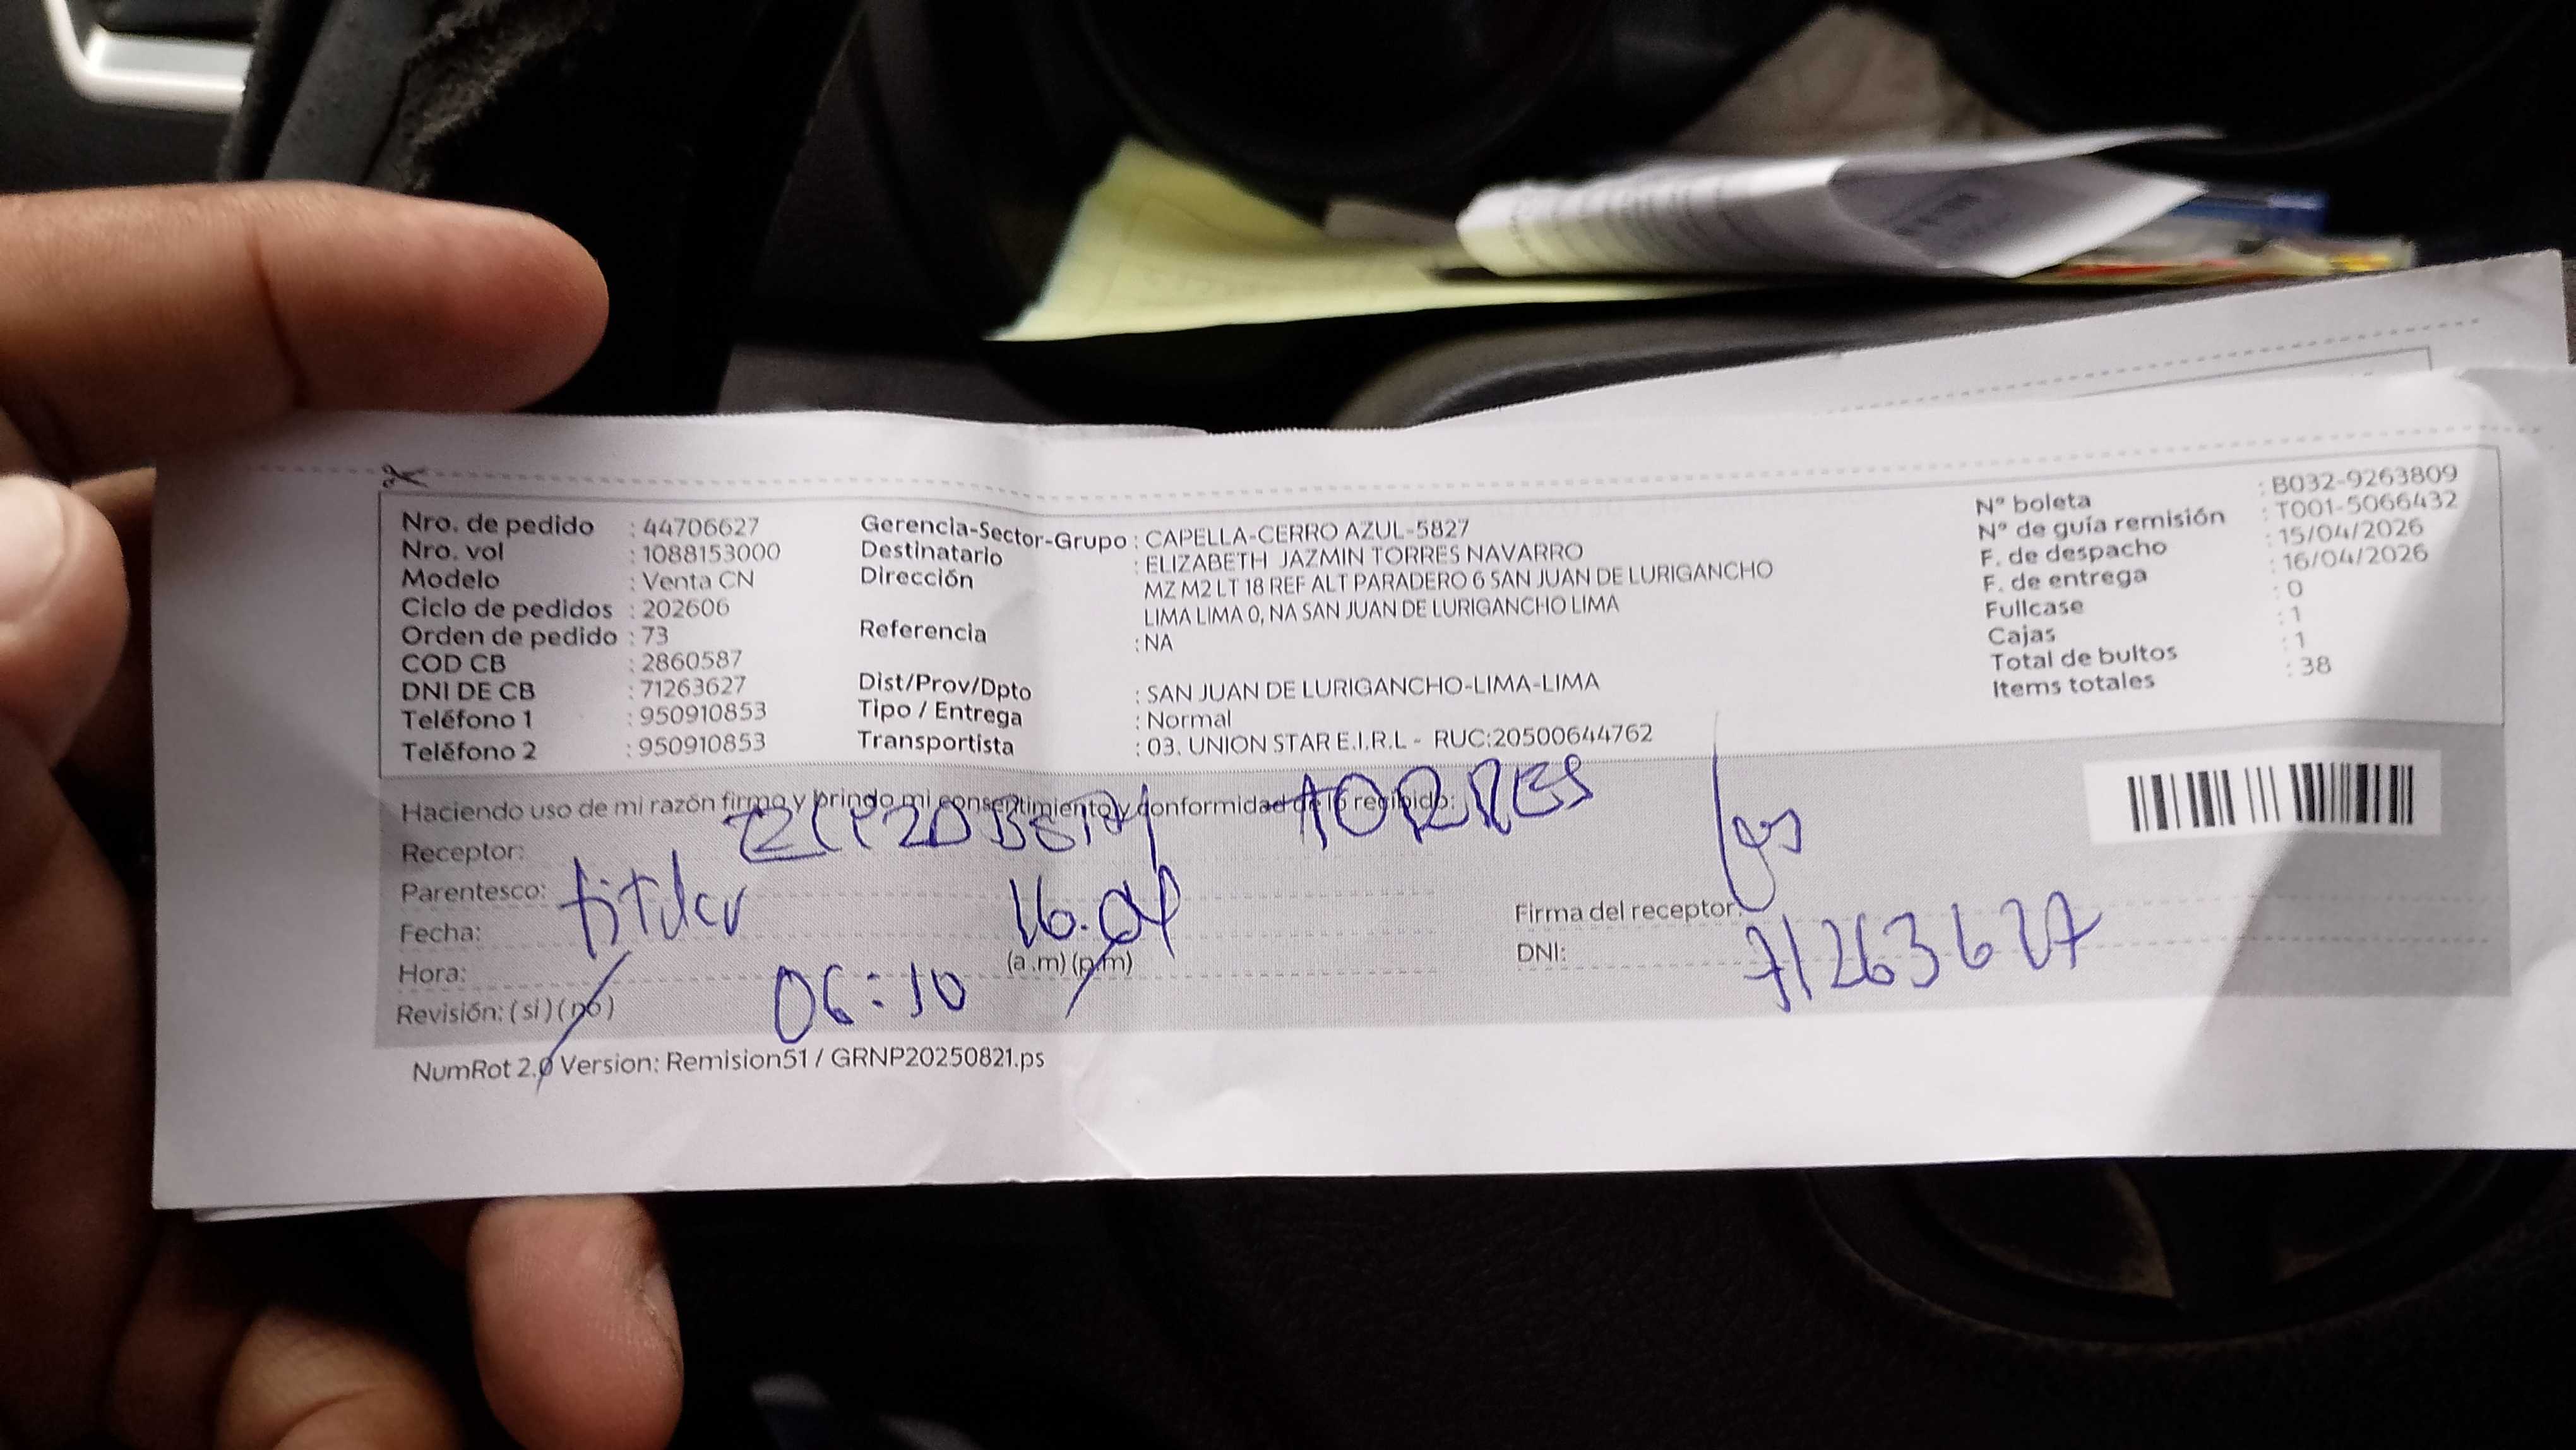 Nro. de pedido : 44706627
Nro. vol : 1088153000
Modelo : Venta CN
Ciclo de pedidos : 202606
Orden de pedido : 73
COD CB : 2860587
DNI DE CB : 71263627
Teléfono 1 : 950910853
Teléfono 2 : 950910853
Gerencia-Sector-Grupo : CAPELLA-CERRO AZUL-5827
Destinatario : ELIZABETH JAZMIN TORRES NAVARRO
Dirección MZ M2 LT 18 REF ALT PARADERO 6 SAN JUAN DE LURIGANCHO
LIMA LIMA 0, NA SAN JUAN DE LURIGANCHO LIMA
Referencia : NA
Dist/Prov/Dpto : SAN JUAN DE LURIGANCHO-LIMA-LIMA
Tipo / Entrega : Normal
Transportista : 03. UNION STAR E.I.R.L - RUC:20500644762
N° boleta : B032-9263809
N° de guía remisión : T001-5066432
F. de despacho : 15/04/2026
F. de entrega : 16/04/2026
Fullcase : 0
Cajas : 1
Total de bultos : 1
Items totales : 38
Haciendo uso de mi razón firmo y brindo mi consentimiento y conformidad de lo recibido:
Receptor: TORRES
Parentesco: titular
Fecha: 16.04
Hora: 06:10 (a.m) (p.m)
Revisión: (si) (no)
Firma del receptor:
DNI: 71263627
NumRot 2.0 Version: Remision51 / GRNP20250821.ps